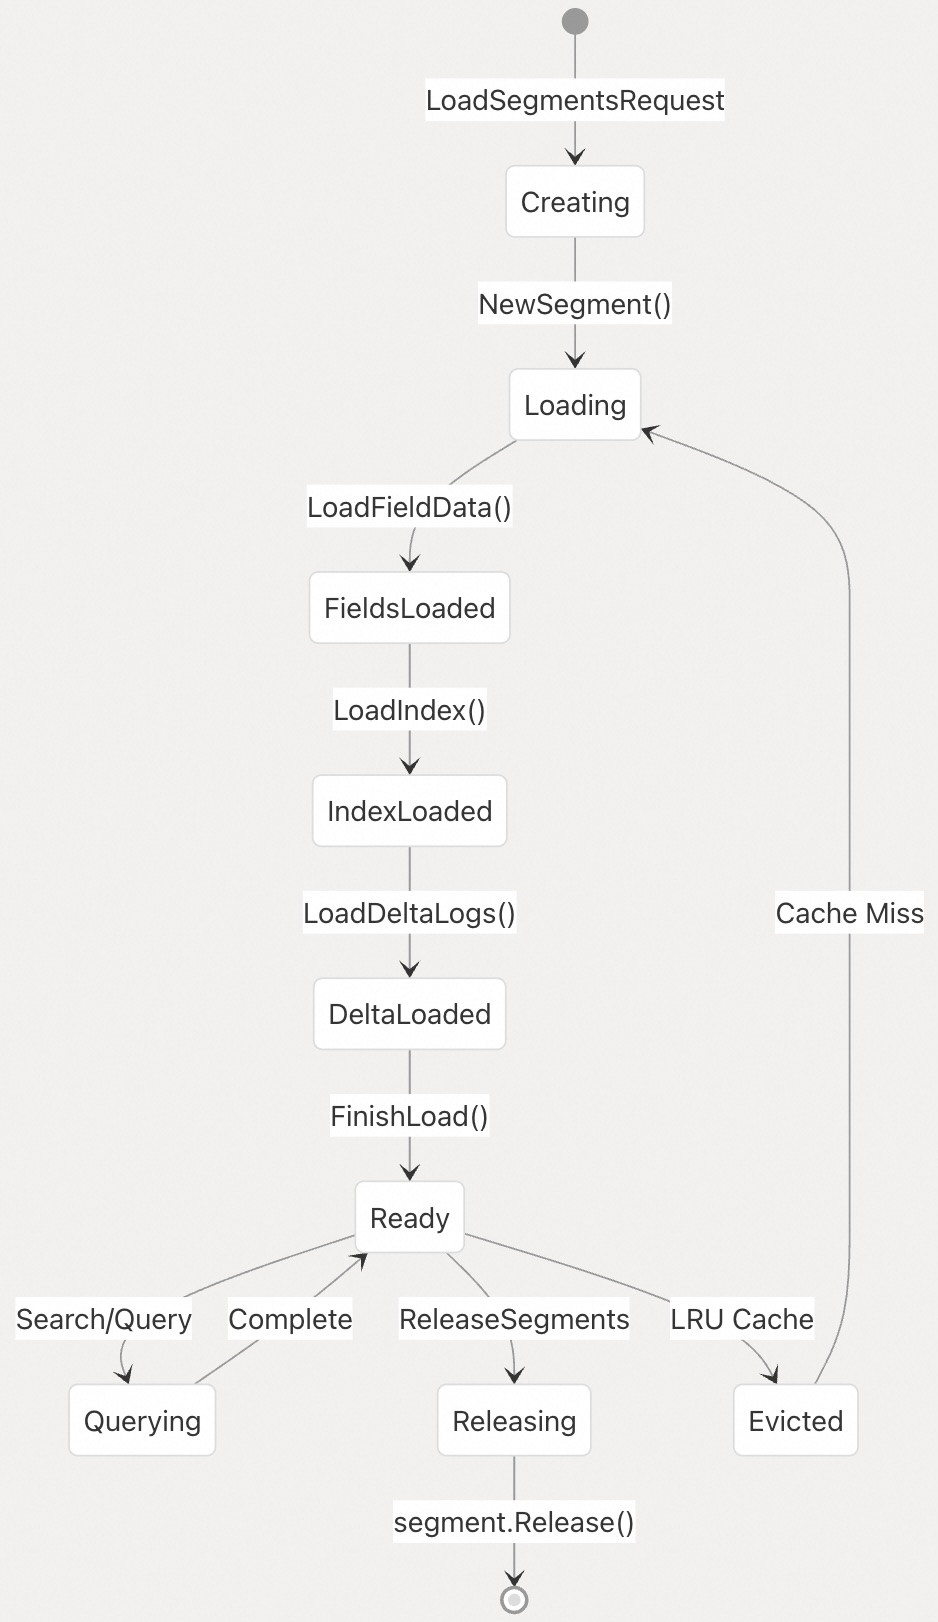 LoadSegmentsRequest
Creating
NewSegment()
Loading
LoadFieldData()
FieldsLoaded
LoadIndex()
IndexLoaded
LoadDeltaLogs()
Cache Miss
DeltaLoaded
FinishLoad()
Ready
Search/Query
Complete
ReleaseSegments
LRU Cache
Querying
Releasing
Evicted
segment.Release()